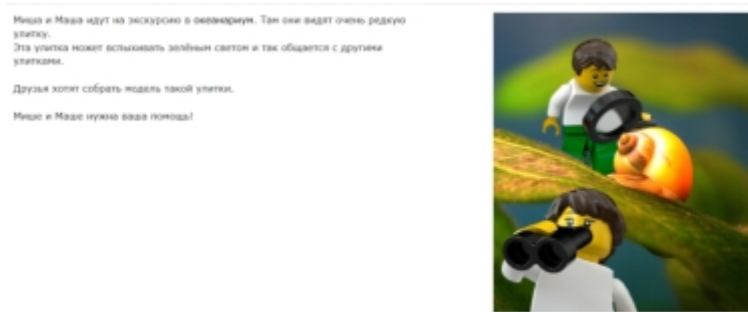 Миша и Маша идут на экскурсию в океанариум. Там они видят очень редкую
улитку.
Эта улитка может вспыхивать зелёным светом и так общается с другими
улитками.
Друзья хотят собрать модель такой улитки.
Мише и Маше нужна ваша помощь!